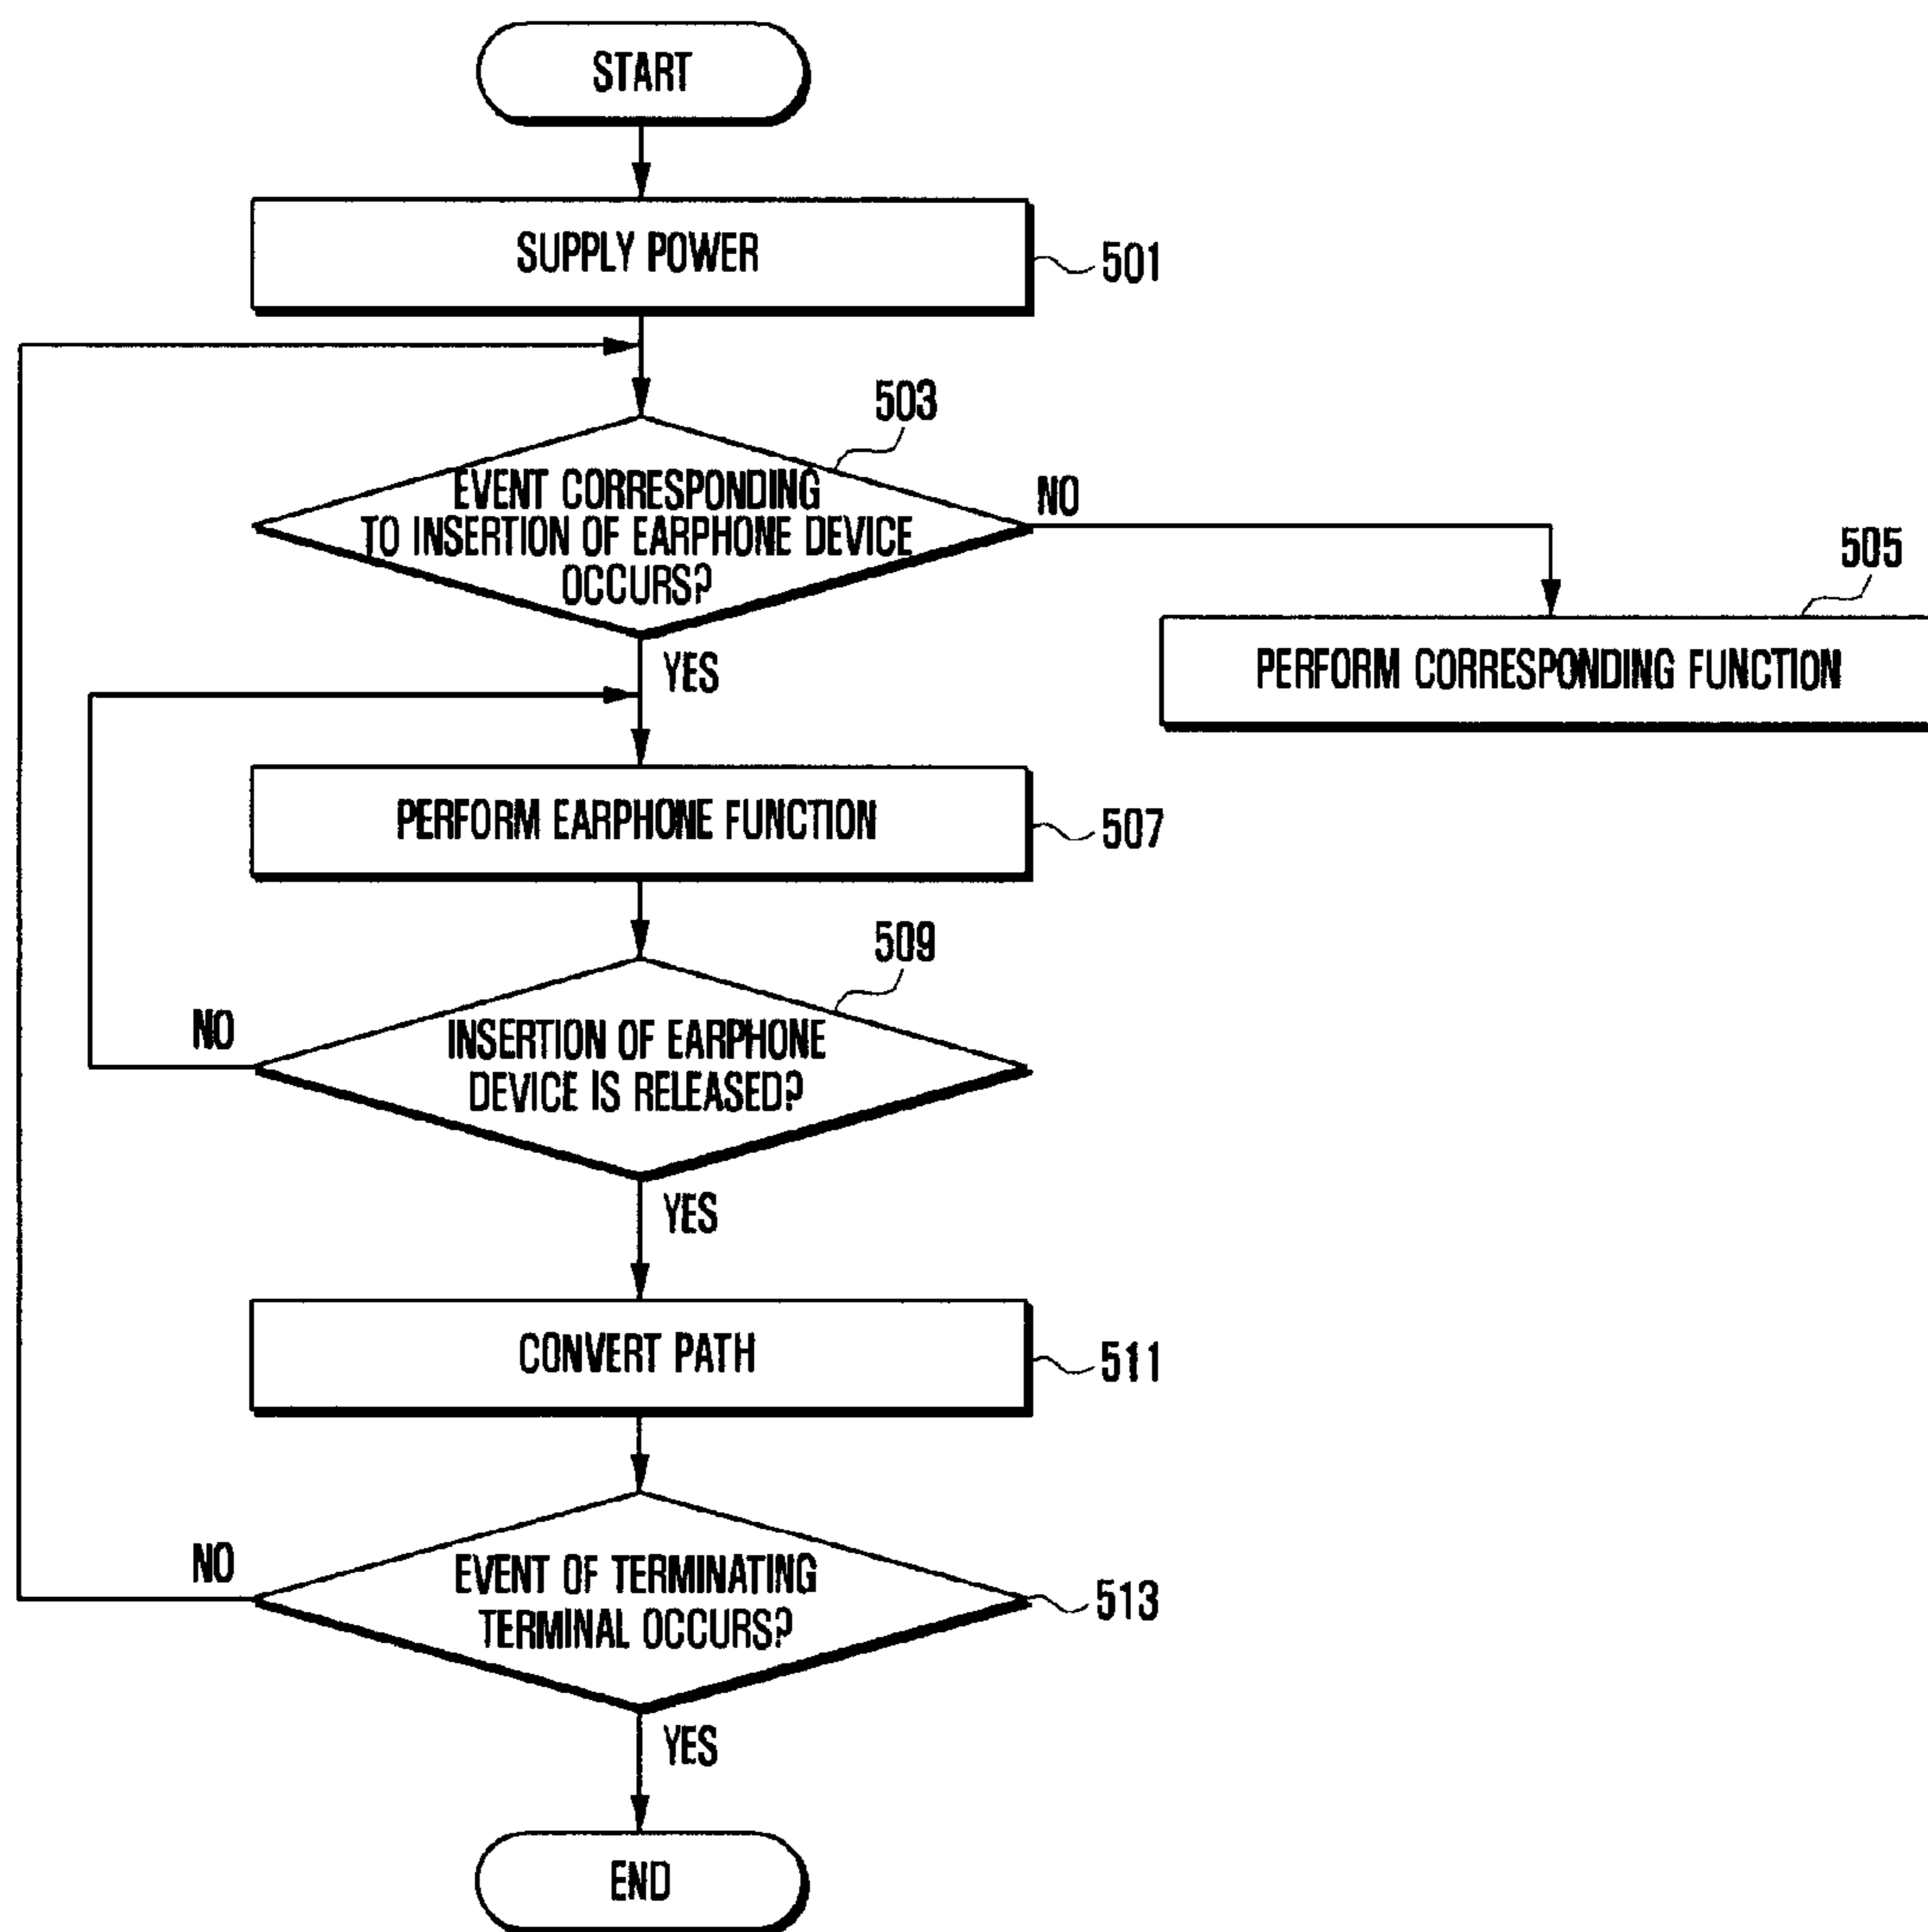 START
SUPPLY POWER
501
503
EVENT CORRESPONDING
TO INSERTION OF EARPHONE DEVICE
OCCURS?
NO
505
PERFORM CORRESPONDING FUNCTION
YES
PERFORM EARPHONE FUNCTION
507
509
INSERTION OF EARPHONE
DEVICE IS RELEASED?
NO
YES
CONVERT PATH
511
EVENT OF TERMINATING
TERMINAL OCCURS?
NO
513
YES
END